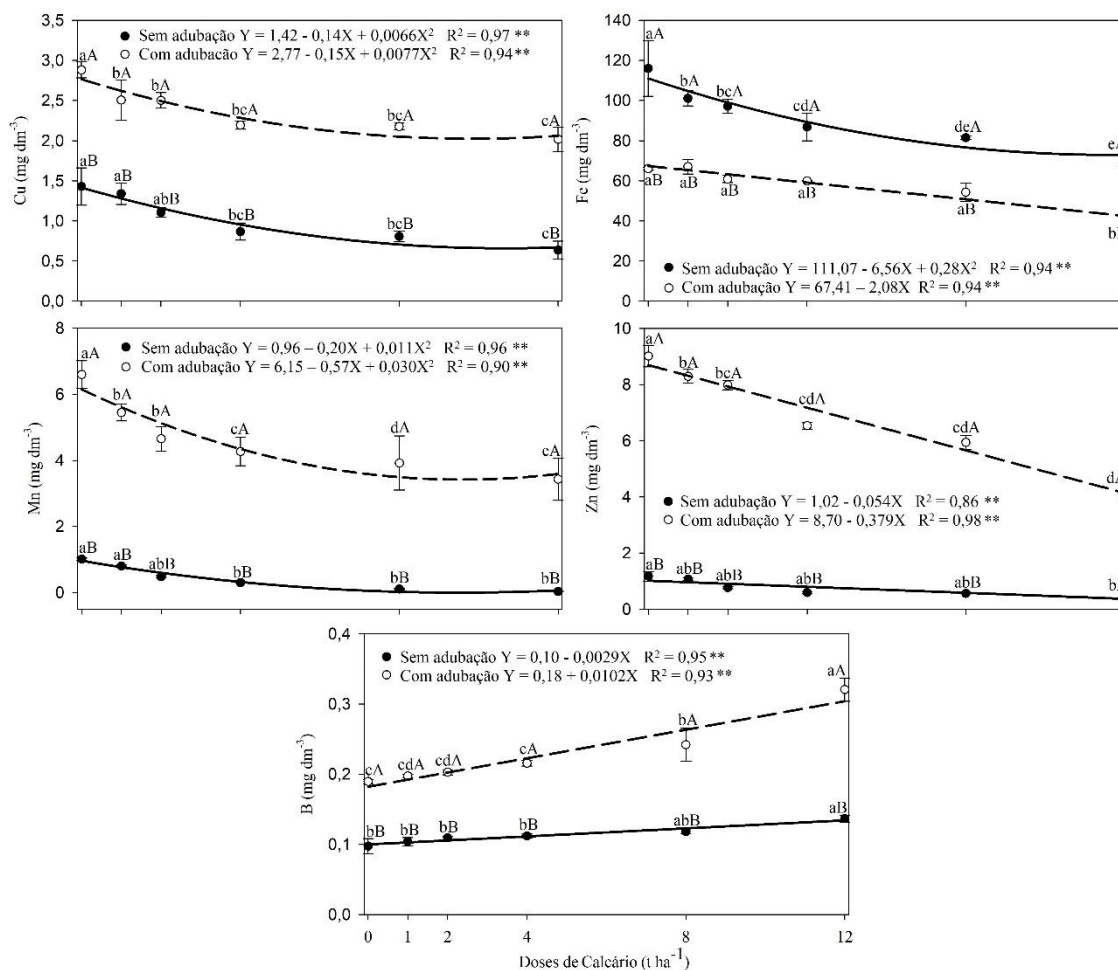 Sem adubação Y = 1,42 - 0,14X + 0,0066X² R² = 0,97 **
Com adubação Y = 2,77 - 0,15X + 0,0077X² R² = 0,94 **
Cu (mg dm⁻³)
3,5
3,0
2,5
2,0
1,5
1,0
0,5
0,0
aA bA bA bcA bcA cA
aB aB abB bcB bcB cB
Fe (mg dm⁻³)
140
120
100
80
60
40
20
0
aA bA bcA cdA deA eA
aB aB aB aB aB
Sem adubação Y = 111,07 - 6,56X + 0,28X² R² = 0,94 **
Com adubação Y = 67,41 – 2,08X R² = 0,94 **
Sem adubação Y = 0,96 – 0,20X + 0,011X² R² = 0,96 **
Com adubação Y = 6,15 – 0,57X + 0,030X² R² = 0,90 **
Mn (mg dm⁻³)
8
6
4
2
0
aA bA bA cA dA cA
aB aB abB bB bB bB
Zn (mg dm⁻³)
10
8
6
4
2
0
aA bA bcA cdA cdA dA
Sem adubação Y = 1,02 - 0,054X R² = 0,86 **
Com adubação Y = 8,70 - 0,379X R² = 0,98 **
aB abB abB abB abB
Sem adubação Y = 0,10 - 0,0029X R² = 0,95 **
Com adubação Y = 0,18 + 0,0102X R² = 0,93 **
B (mg dm⁻³)
0,4
0,3
0,2
0,1
0,0
cA cdA cdA cA bA aA
bB bB bB bB abB aB
0 1 2 4 8 12
Doses de Calcário (t ha⁻¹)